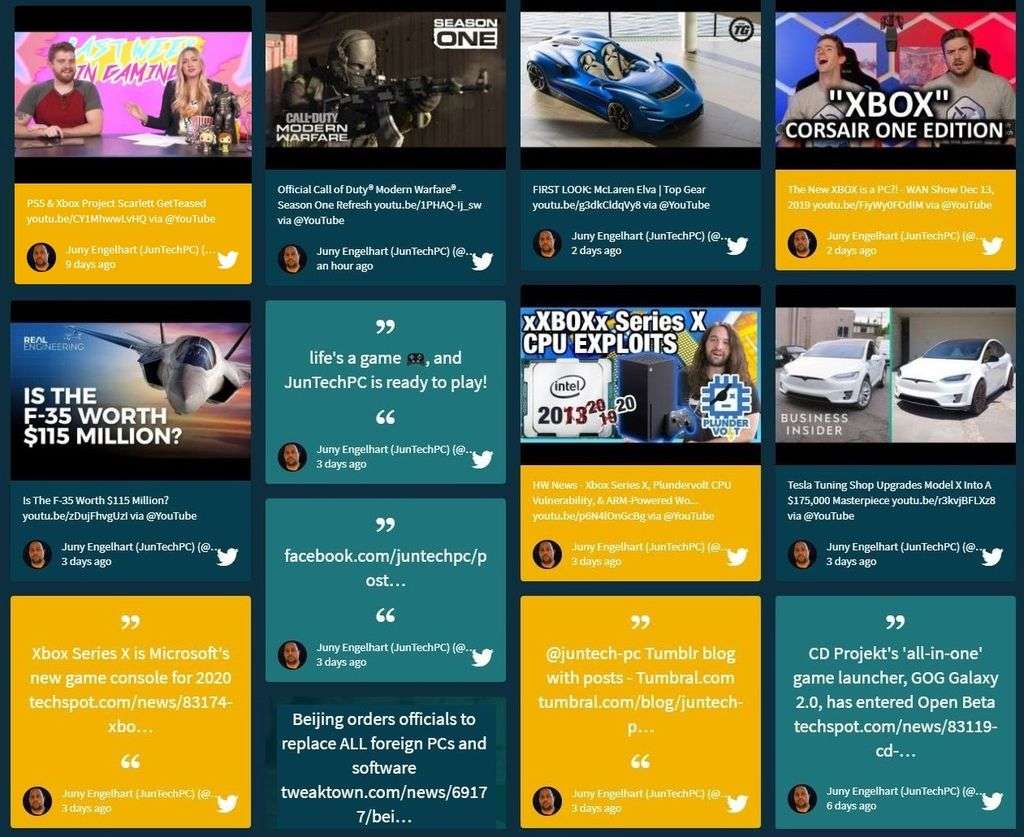 LAST WEEK
IN GAMING
PS5 & Xbox Project Scarlett GetTeased
youtu.be/CY1MhwwLvHQ via @YouTube
Juny Engelhart (JunTechPC) (…
9 days ago
SEASON
ONE
CALL·DUTY
MODERN
WARFARE
Official Call of Duty® Modern Warfare® -
Season One Refresh youtu.be/1PHAQ-Ij_sw
via @YouTube
Juny Engelhart (JunTechPC) (@…
an hour ago
TG
FIRST LOOK: McLaren Elva | Top Gear
youtu.be/g3dkCldqVy8 via @YouTube
Juny Engelhart (JunTechPC) (@…
2 days ago
"XBOX"
CORSAIR ONE EDITION
The New XBOX is a PC?! - WAN Show Dec 13,
2019 youtu.be/FJyWy0FOdIM via @YouTube
Juny Engelhart (JunTechPC) (@…
2 days ago
REAL
ENGINEERING
IS THE
F-35 WORTH
$115 MILLION?
Is The F-35 Worth $115 Million?
youtu.be/zDujFhvgUzI via @YouTube
Juny Engelhart (JunTechPC) (@…
3 days ago
”
life's a game 🎮, and
JunTechPC is ready to play!
“
Juny Engelhart (JunTechPC) (@…
3 days ago
”
facebook.com/juntechpc/p
ost…
“
Juny Engelhart (JunTechPC) (@…
3 days ago
xXBOXx Series X
CPU EXPLOITS
intel
2013 20
19 20
PLUNDER
VOLT
HW News - Xbox Series X, Plundervolt CPU
Vulnerability, & ARM-Powered Wo…
youtu.be/p6N4lOnGcBg via @YouTube
Juny Engelhart (JunTechPC) (@…
3 days ago
BUSINESS
INSIDER
Tesla Tuning Shop Upgrades Model X Into A
$175,000 Masterpiece youtu.be/r3kvjBFLXz8
via @YouTube
Juny Engelhart (JunTechPC) (@…
3 days ago
”
Xbox Series X is Microsoft's
new game console for 2020
techspot.com/news/83174-
xbo…
“
Juny Engelhart (JunTechPC) (@…
3 days ago
Beijing orders officials to
replace ALL foreign PCs and
software
tweaktown.com/news/6917
7/bei…
”
@juntech-pc Tumblr blog
with posts - Tumbral.com
tumbral.com/blog/juntech-
p…
“
Juny Engelhart (JunTechPC) (@…
3 days ago
”
CD Projekt's 'all-in-one'
game launcher, GOG Galaxy
2.0, has entered Open Beta
techspot.com/news/83119-
cd-…
“
Juny Engelhart (JunTechPC) (@…
6 days ago